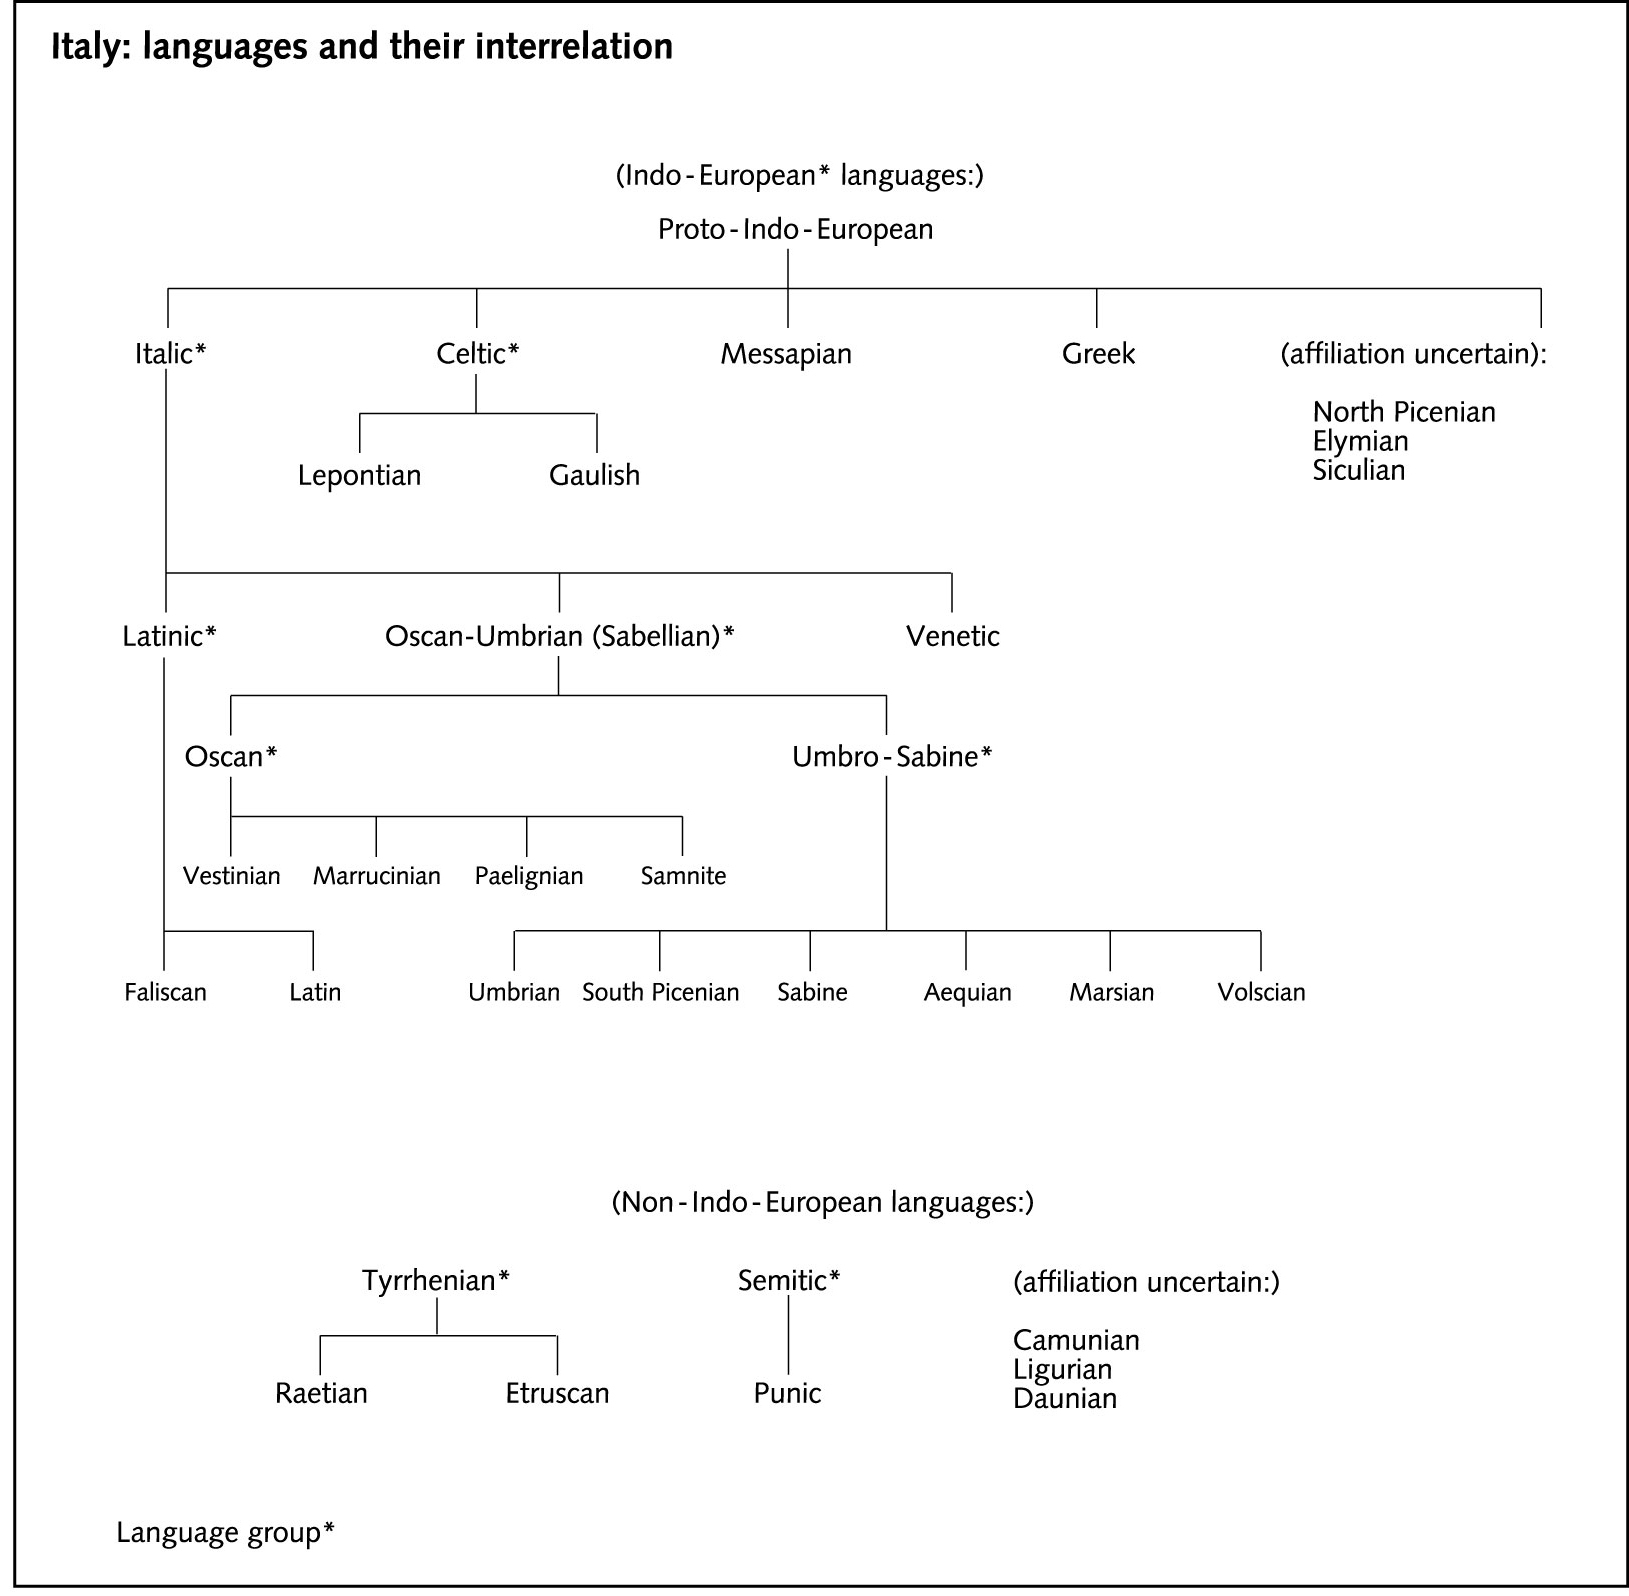 Italy: languages and their interrelation
(Indo-European* languages:)
Proto-Indo-European
Italic* Celtic* Messapian Greek (affiliation uncertain):
North Picenian
Elymian
Siculian
Lepontian Gaulish
Latinic* Oscan-Umbrian (Sabellian)* Venetic
Oscan* Umbro-Sabine*
Vestinian Marrucinian Paelignian Samnite
Faliscan Latin Umbrian South Picenian Sabine Aequian Marsian Volscian
(Non-Indo-European languages:)
Tyrrhenian* Semitic* (affiliation uncertain:)
Camunian
Ligurian
Daunian
Raetian Etruscan Punic
Language group*